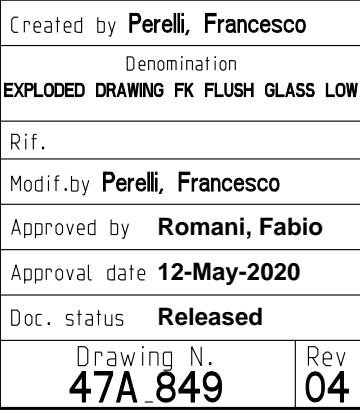 Created by Perelli, Francesco
Denomination
EXPLODED DRAWING FK FLUSH GLASS LOW
Rif.
Modif.by Perelli, Francesco
Approved by Romani, Fabio
Approval date 12-May-2020
Doc. status Released
Drawing N. Rev
47A_849 04